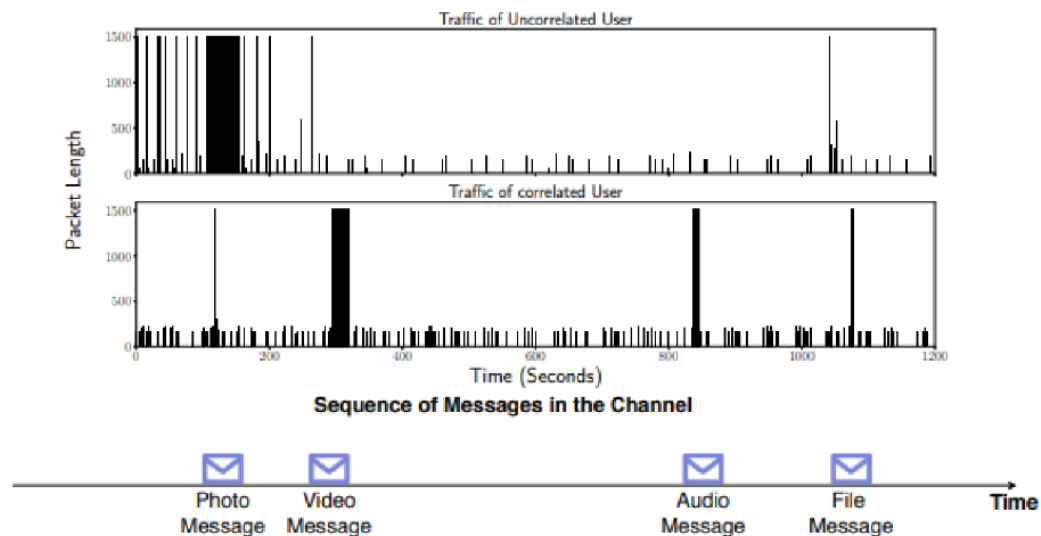 Traffic of Uncorrelated User
1500
1000
500
0
Packet Length
Traffic of correlated User
1500
1000
500
0
0 200 400 600 800 1000 1200
Time (Seconds)
Sequence of Messages in the Channel
Photo Message
Video Message
Audio Message
File Message
Time